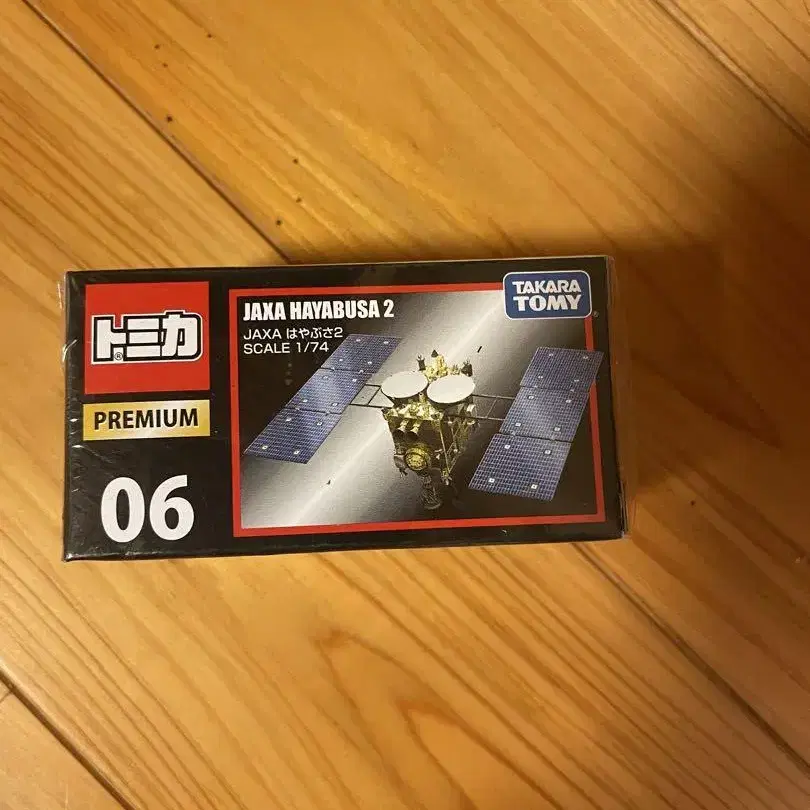 トミカ®
PREMIUM
06
JAXA HAYABUSA 2
JAXA はやぶさ2
SCALE 1/74
TAKARA
TOMY
®